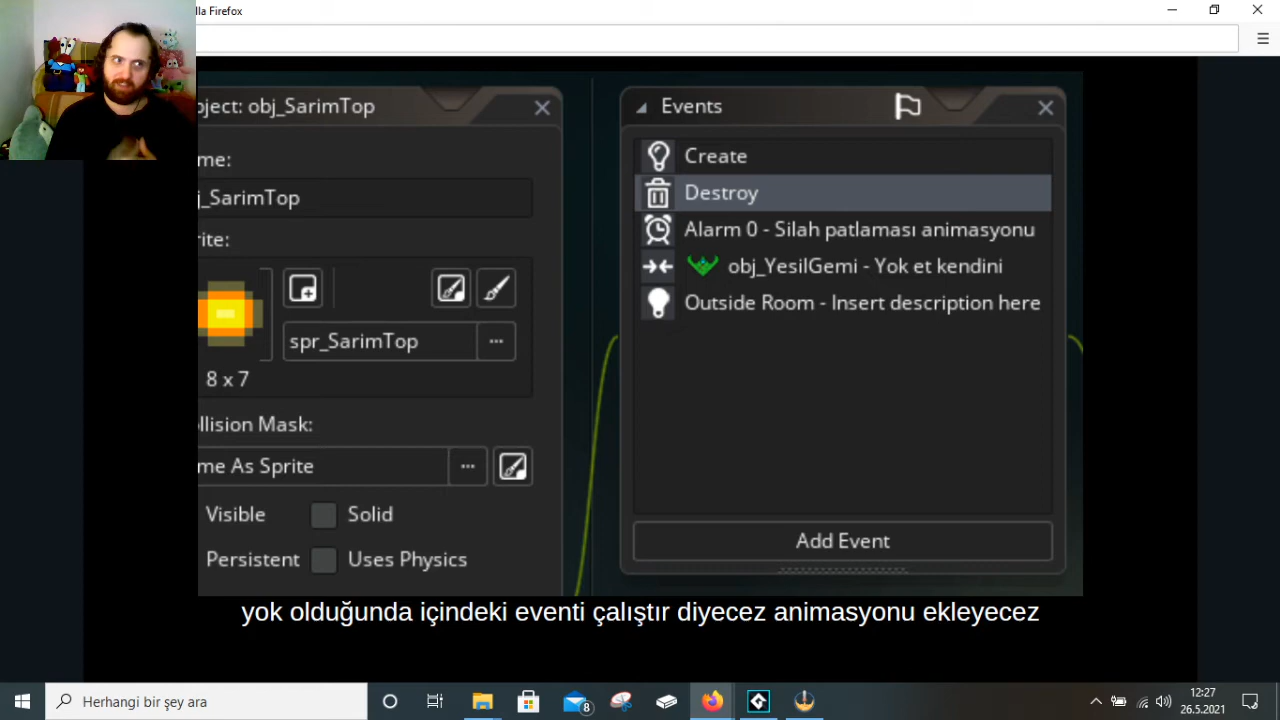 lla Firefox
bject: obj_SarimTop
Events
me:
j_SarimTop
rite:
spr_SarimTop
...
8 x 7
ollision Mask:
me As Sprite
...
Visible
Solid
Persistent
Uses Physics
Create
Destroy
Alarm 0 - Silah patlaması animasyonu
obj_YesilGemi - Yok et kendini
Outside Room - Insert description here
Add Event
yok olduğunda içindeki eventi çalıştır diyecez animasyonu ekleyecez
Herhangi bir şey ara
8
12:27
26.5.2021